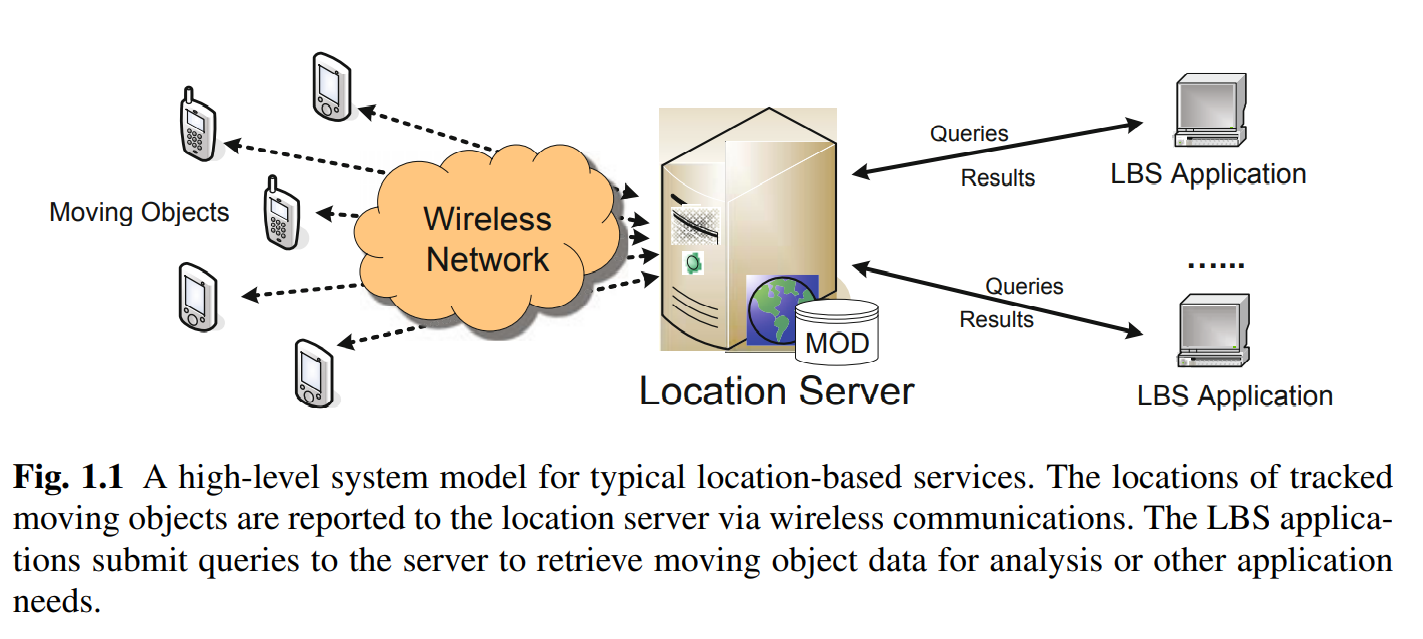 Moving Objects
Wireless
Network
MOD
Location Server
Queries
Results
LBS Application
…...
Queries
Results
LBS Application
Fig. 1.1 A high-level system model for typical location-based services. The locations of tracked
moving objects are reported to the location server via wireless communications. The LBS applica-
tions submit queries to the server to retrieve moving object data for analysis or other application
needs.